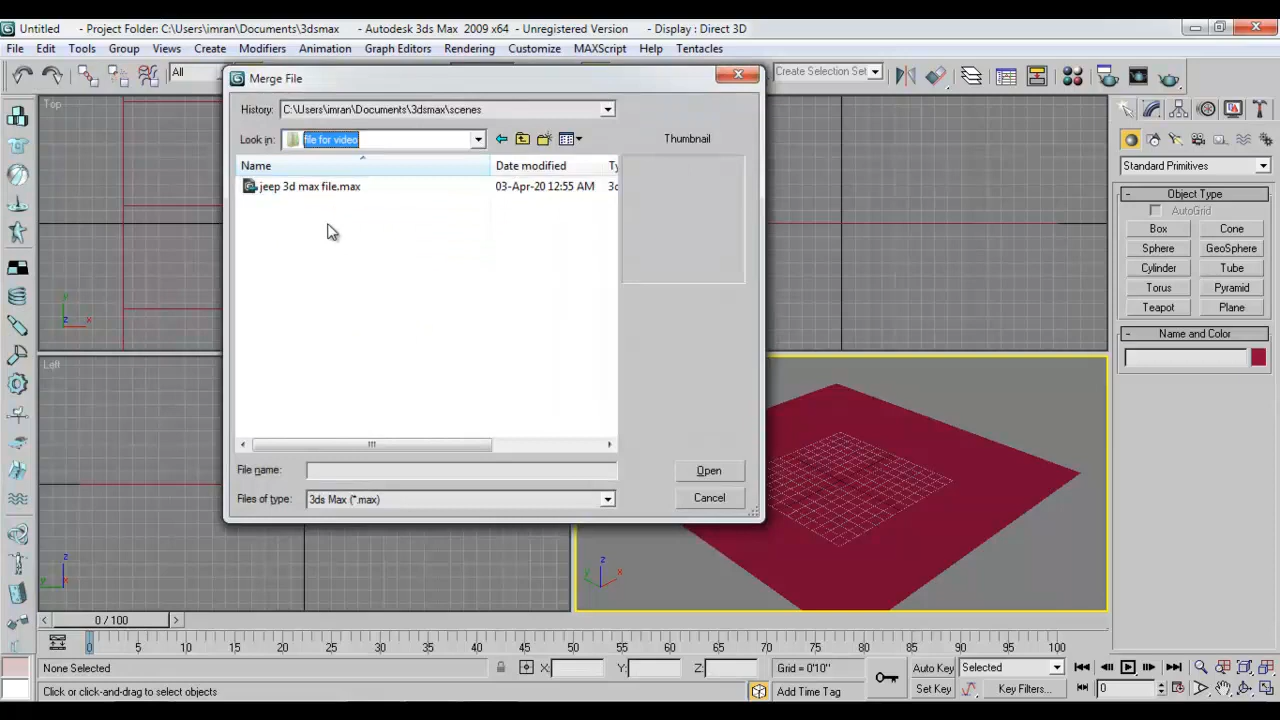 Untitled - Project Folder: C:\Users\imran\Documents\3dsmax - Autodesk 3ds Max 2009 x64 - Unregistered Version - Display : Direct 3D
File Edit Tools Group Views Create Modifiers Animation Graph Editors Rendering Customize MAXScript Help Tentacles
All
Create Selection Set
Merge File
Top
History: C:\Users\imran\Documents\3dsmax\scenes
Look in: file for video
Thumbnail
Name Date modified Ty
jeep 3d max file.max 03-Apr-20 12:55 AM 3d
File name:
Open
Files of type: 3ds Max (*.max)
Cancel
Standard Primitives
Object Type
AutoGrid
Box Cone
Sphere GeoSphere
Cylinder Tube
Torus Pyramid
Teapot Plane
Name and Color
y
z x
Left
z
y x
z
y x
0 / 100
0 5 10 15 20 25 30 35 40 45 50 55 60 65 70 75 80 85 90 95 100
None Selected X: Y: Z: Grid = 0'10" Auto Key Selected
Click or click-and-drag to select objects Add Time Tag Set Key Key Filters... 0